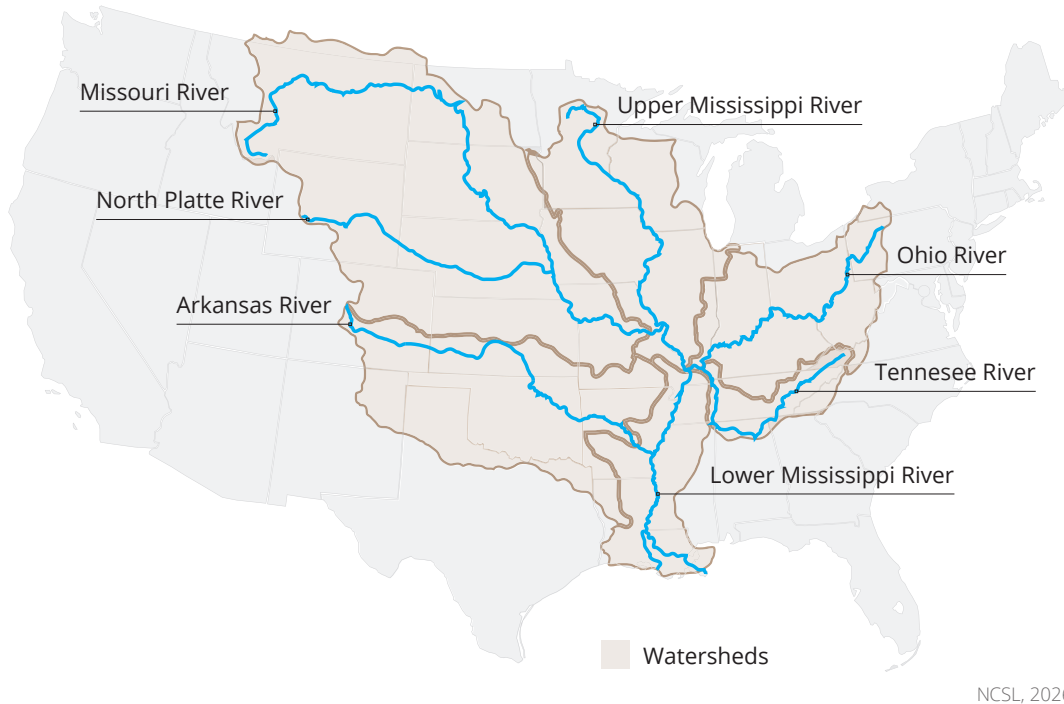 Missouri River
Upper Mississippi River
North Platte River
Ohio River
Arkansas River
Tennesee River
Lower Mississippi River
Watersheds
NCSL, 202